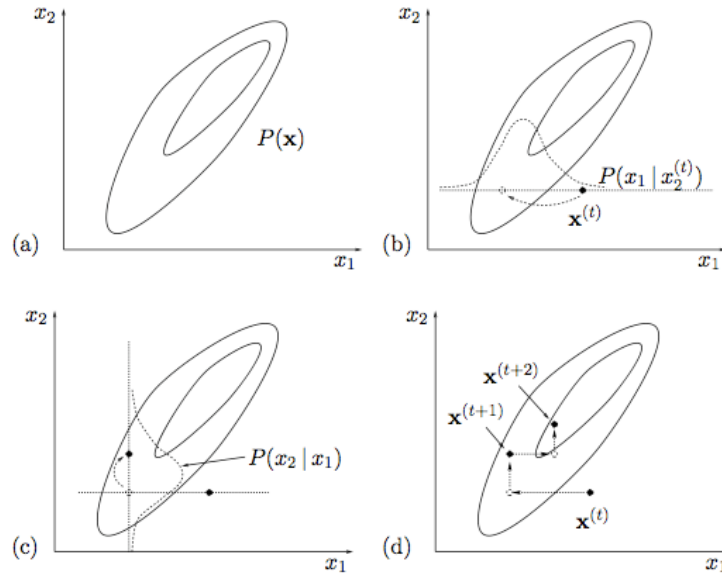 x₂
P(x)
(a)
x₁
x₂
P(x₁ | x₂⁽ᵗ⁾)
x⁽ᵗ⁾
(b)
x₁
x₂
P(x₂ | x₁)
(c)
x₁
x₂
x⁽ᵗ⁺²⁾
x⁽ᵗ⁺¹⁾
x⁽ᵗ⁾
(d)
x₁